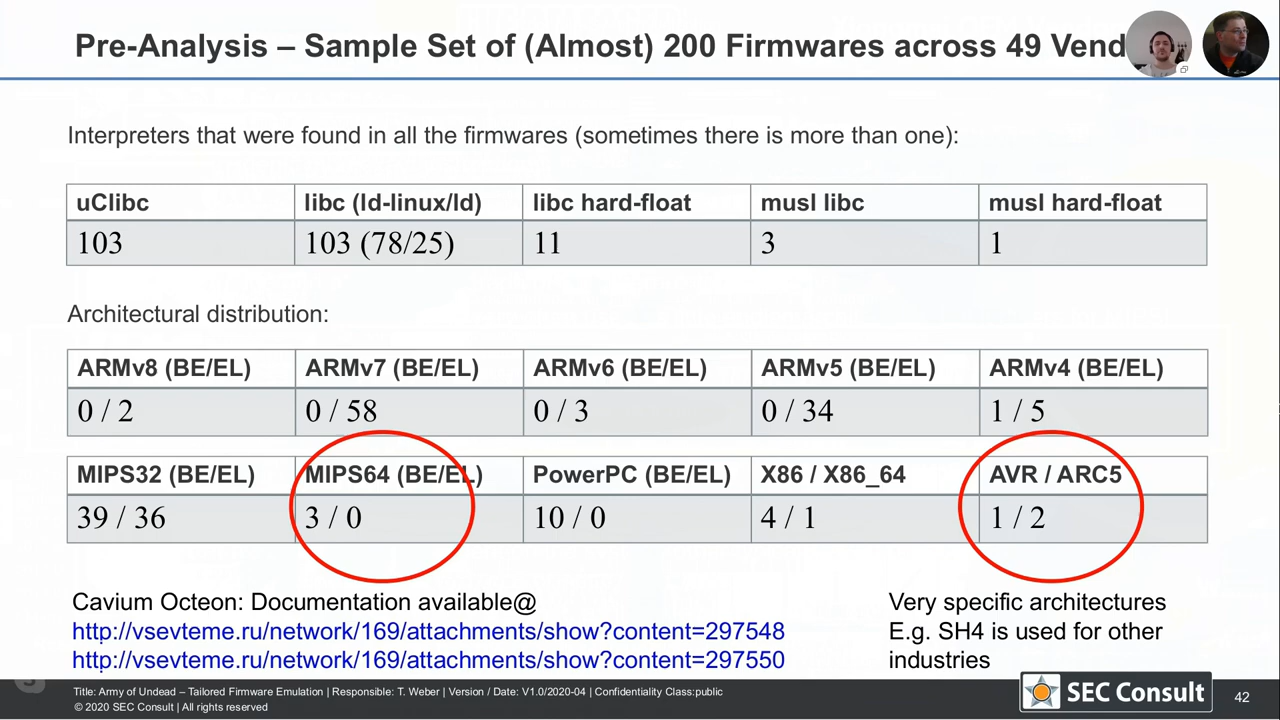 Pre-Analysis – Sample Set of (Almost) 200 Firmwares across 49 Vend
Interpreters that were found in all the firmwares (sometimes there is more than one):
uClibc libc (ld-linux/ld) libc hard-float musl libc musl hard-float
103 103 (78/25) 11 3 1
Architectural distribution:
ARMv8 (BE/EL) ARMv7 (BE/EL) ARMv6 (BE/EL) ARMv5 (BE/EL) ARMv4 (BE/EL)
0 / 2 0 / 58 0 / 3 0 / 34 1 / 5
MIPS32 (BE/EL) MIPS64 (BE/EL) PowerPC (BE/EL) X86 / X86_64 AVR / ARC5
39 / 36 3 / 0 10 / 0 4 / 1 1 / 2
Cavium Octeon: Documentation available@
http://vsevteme.ru/network/169/attachments/show?content=297548
http://vsevteme.ru/network/169/attachments/show?content=297550
Very specific architectures
E.g. SH4 is used for other
industries
Title: Army of Undead – Tailored Firmware Emulation | Responsible: T. Weber | Version / Date: V1.0/2020-04 | Confidentiality Class:public
© 2020 SEC Consult | All rights reserved
SEC Consult
42